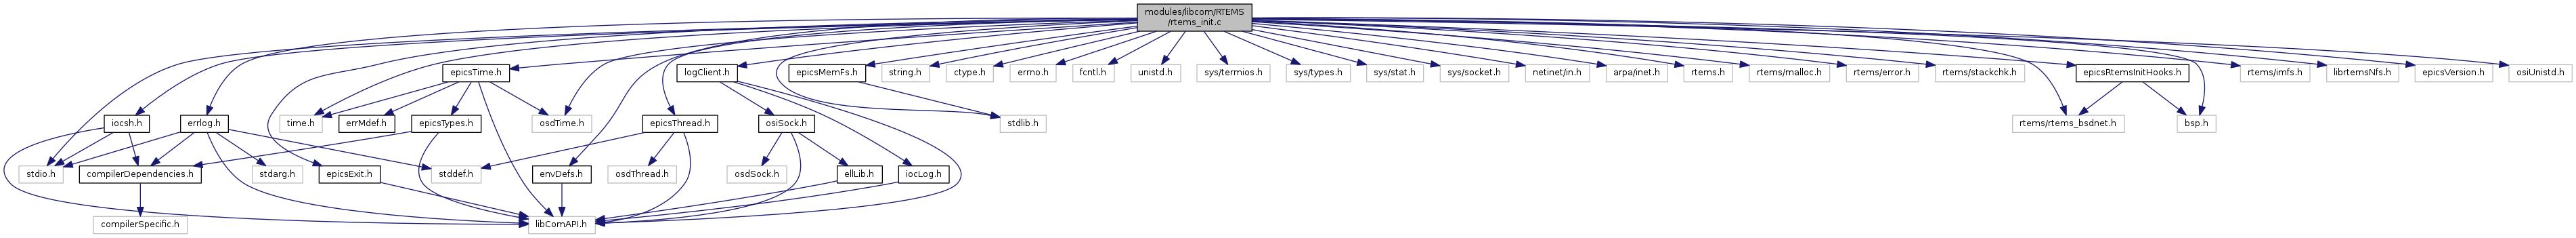 modules/libcom/RTEMS
/rtems_init.c
epicsTime.h
logClient.h
epicsMemFs.h
string.h
ctype.h
errno.h
fcntl.h
unistd.h
sys/termios.h
sys/types.h
sys/stat.h
sys/socket.h
netinet/in.h
arpa/inet.h
rtems.h
rtems/malloc.h
rtems/error.h
rtems/stackchk.h
epicsRtemsInitHooks.h
rtems/imfs.h
librtemsNfs.h
epicsVersion.h
osiUnistd.h
iocsh.h
errlog.h
time.h
errMdef.h
epicsTypes.h
osdTime.h
epicsThread.h
osiSock.h
stdlib.h
rtems/rtems_bsdnet.h
bsp.h
stdio.h
compilerDependencies.h
stdarg.h
epicsExit.h
stddef.h
envDefs.h
osdThread.h
osdSock.h
ellLib.h
iocLog.h
compilerSpecific.h
libComAPI.h